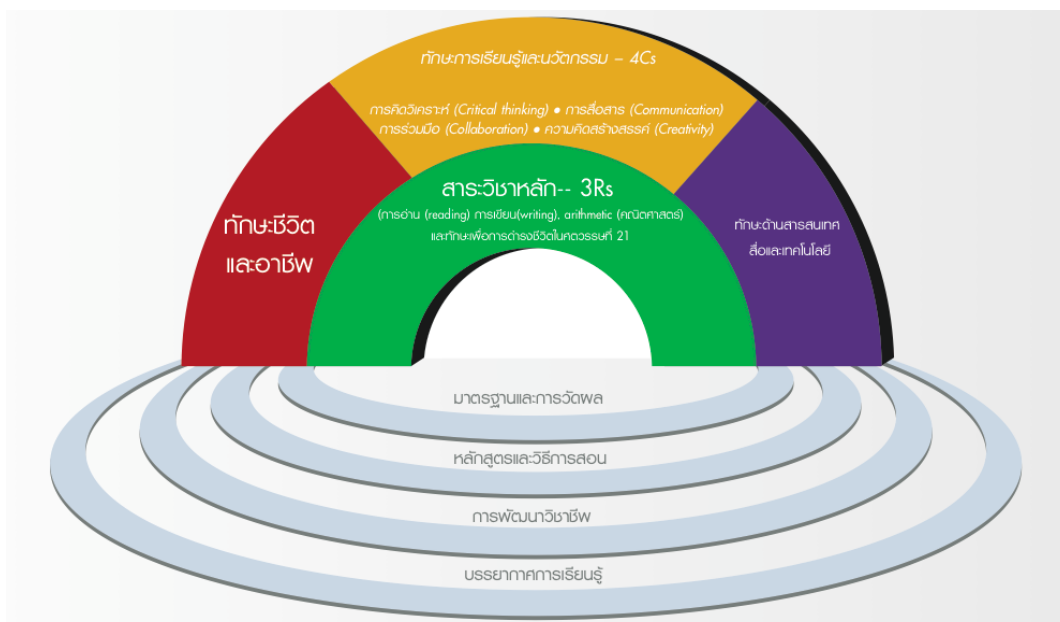 ทักษะการเรียนรู้และนวัตกรรม – 4Cs
การคิดวิเคราะห์ (Critical thinking) ● การสื่อสาร (Communication)
การร่วมมือ (Collaboration) ● ความคิดสร้างสรรค์ (Creativity)
สาระวิชาหลัก-- 3Rs
(การอ่าน (reading) การเขียน(writing), arithmetic (คณิตศาสตร์)
และทักษะเพื่อการดำรงชีวิตในศตวรรษที่ 21
ทักษะชีวิต
และอาชีพ
ทักษะด้านสารสนเทศ
สื่อและเทคโนโลยี
มาตรฐานและการวัดผล
หลักสูตรและวิธีการสอน
การพัฒนาวิชาชีพ
บรรยากาศการเรียนรู้